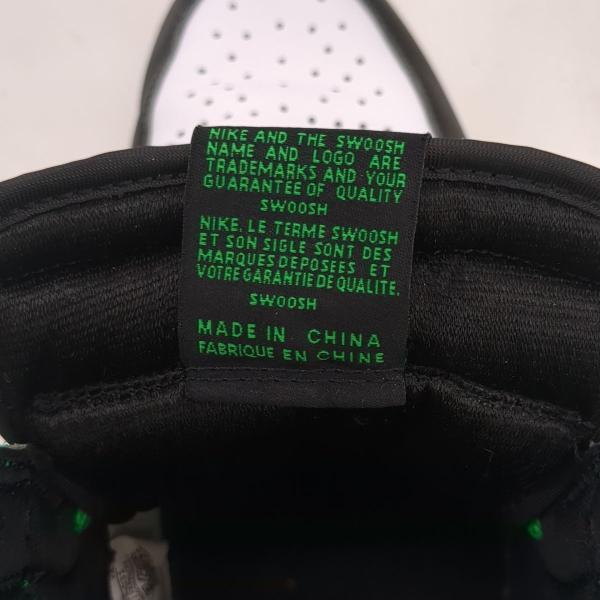 NIKE AND THE SWOOSH
NAME AND LOGO ARE
TRADEMARKS AND YOUR
GUARANTEE OF QUALITY
SWOOSH
NIKE, LE TERME SWOOSH
ET SON SIGLE SONT DES
MARQUES DEPOSEES ET
VOTRE GARANTIE DE QUALITE.
SWOOSH
MADE IN CHINA
FABRIQUE EN CHINE